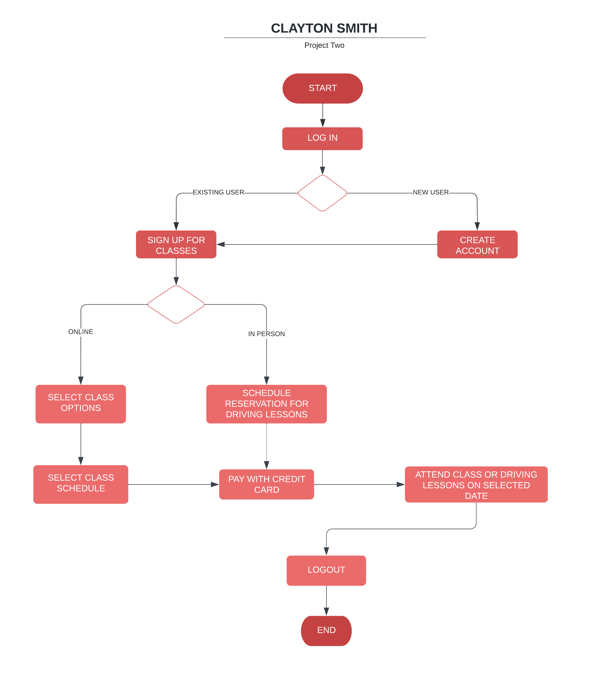 CLAYTON SMITH
Project Two
START
LOG IN
EXISTING USER
NEW USER
SIGN UP FOR
CLASSES
CREATE
ACCOUNT
ONLINE
IN PERSON
SELECT CLASS
OPTIONS
SCHEDULE
RESERVATION FOR
DRIVING LESSONS
SELECT CLASS
SCHEDULE
PAY WITH CREDIT
CARD
ATTEND CLASS OR DRIVING
LESSONS ON SELECTED
DATE
LOGOUT
END